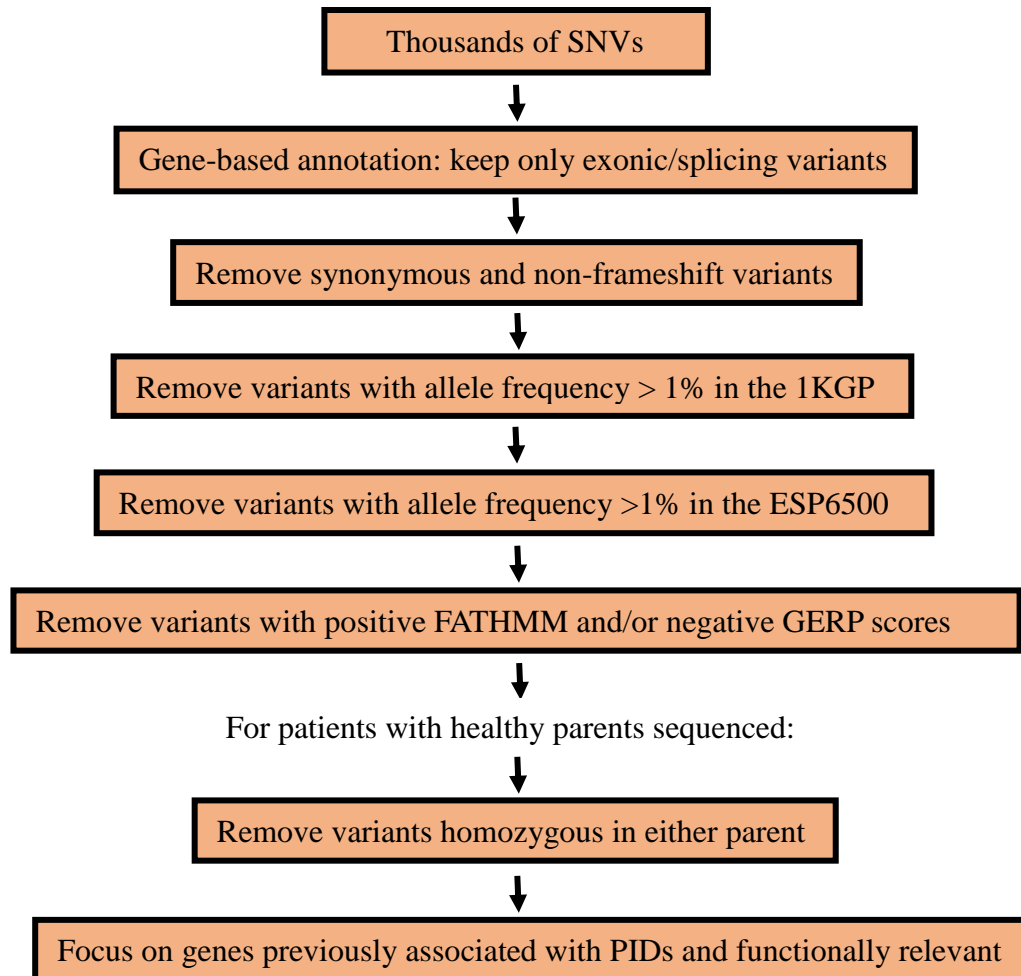 Thousands of SNVs
Gene-based annotation: keep only exonic/splicing variants
Remove synonymous and non-frameshift variants
Remove variants with allele frequency > 1% in the 1KGP
Remove variants with allele frequency >1% in the ESP6500
Remove variants with positive FATHMM and/or negative GERP scores
For patients with healthy parents sequenced:
Remove variants homozygous in either parent
Focus on genes previously associated with PIDs and functionally relevant